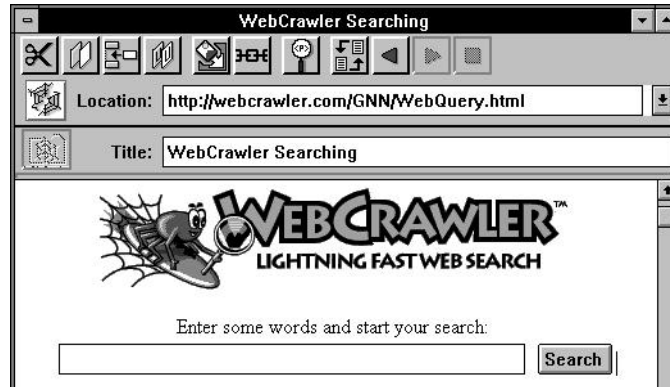 WebCrawler Searching
<P>
Location: http://webcrawler.com/GNN/WebQuery.html
Title: WebCrawler Searching
WEBCRAWLER™
LIGHTNING FAST WEB SEARCH
Enter some words and start your search:
Search